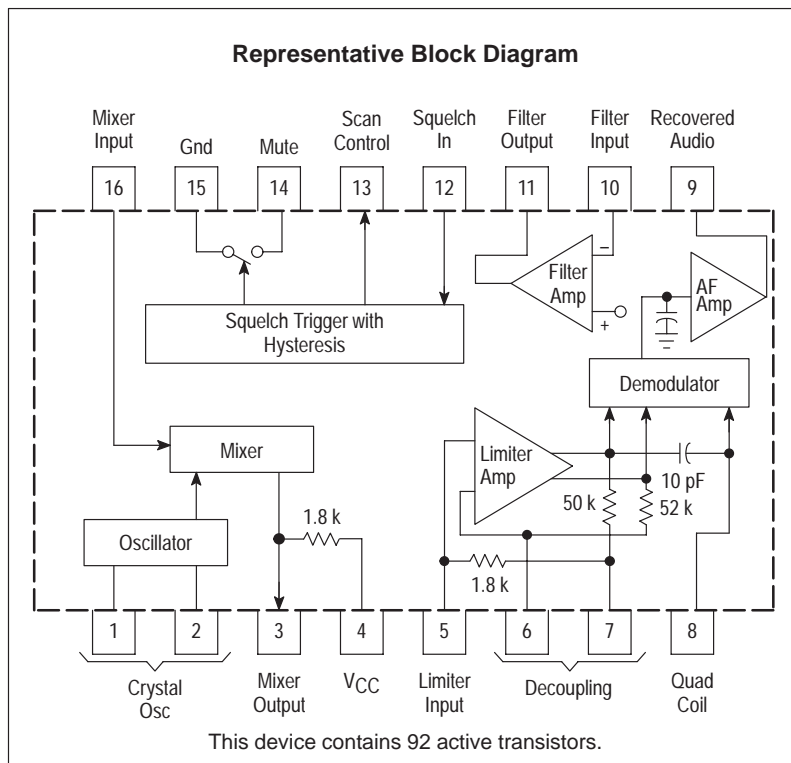 Representative Block Diagram
Mixer
Input
Gnd
Mute
Scan
Control
Squelch
In
Filter
Output
Filter
Input
Recovered
Audio
16
15
14
13
12
11
10
9
Filter
Amp
–
+
AF
Amp
Squelch Trigger with
Hysteresis
Demodulator
Mixer
Limiter
Amp
10 pF
50 k
52 k
1.8 k
Oscillator
1.8 k
1
2
3
4
5
6
7
8
Crystal
Osc
Mixer
Output
VCC
Limiter
Input
Decoupling
Quad
Coil
This device contains 92 active transistors.